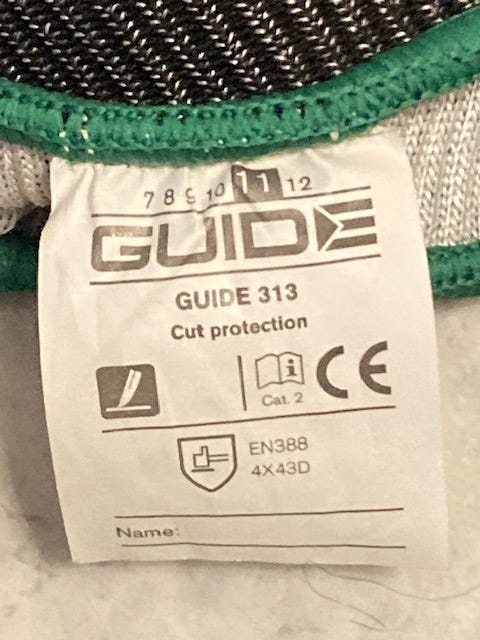 7 8 9 10 11 12
GUIDE
GUIDE 313
Cut protection
i CE
Cat. 2
EN388
4X43D
Name: